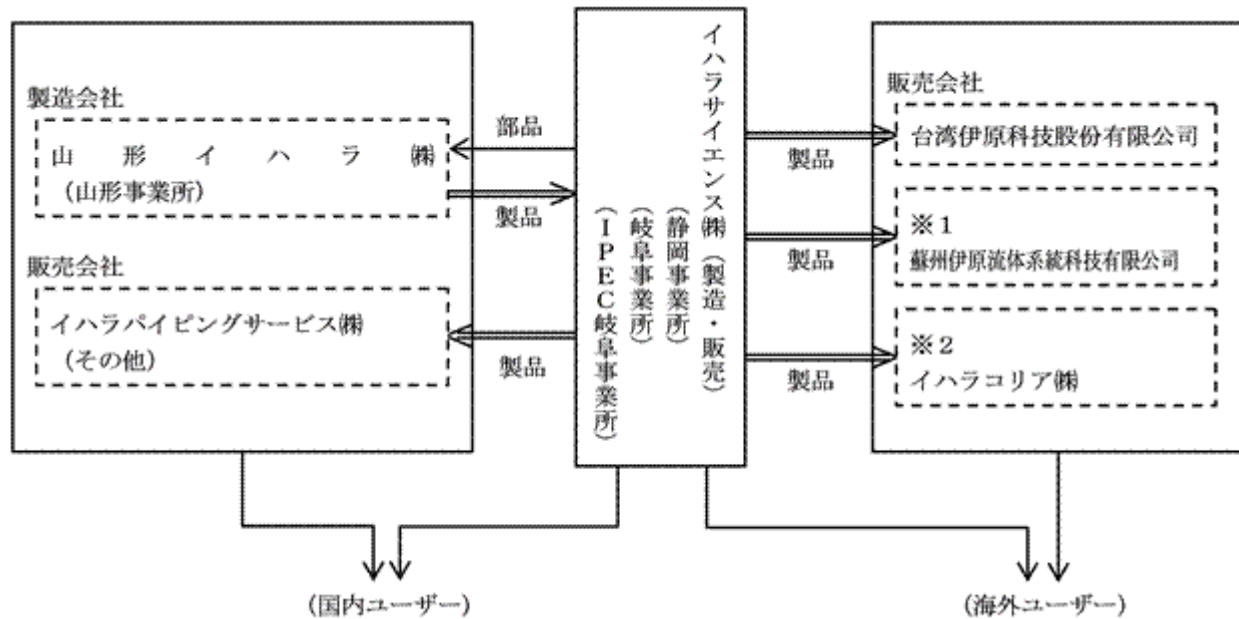 製造会社
山形イハラ㈱
（山形事業所）
販売会社
イハラパイピングサービス㈱
（その他）
部品
製品
製品
イハラサイエンス㈱（製造・販売）
（静岡事業所）
（岐阜事業所）
（ＩＰＥＣ岐阜事業所）
製品
製品
製品
販売会社
台湾伊原科技股份有限公司
※１
蘇州伊原流体系統科技有限公司
※２
イハラコリア㈱
（国内ユーザー）
（海外ユーザー）